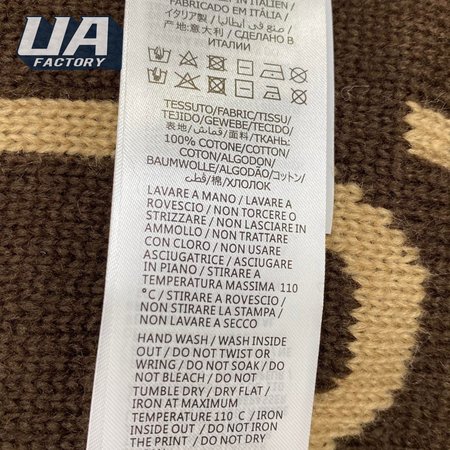 UA
FACTORY
IN ITALIEN/
FABRICADO EM ITÁLIA/
イタリア製/صنع في ايطاليا/
产地:意大利/СДЕЛАНО В
ИТАЛИИ
TESSUTO/FABRIC/TISSU/
TEJIDO/GEWEBE/TECIDO/
表地/قماش/面料/ТКАНЬ:
100% COTONE/COTTON/
COTON/ALGODON/
BAUMWOLLE/ALGODÃO/コットン/
قطن/棉/ХЛОПОК
LAVARE A MANO / LAVARE A
ROVESCIO / NON TORCERE O
STRIZZARE / NON LASCIARE IN
AMMOLLO / NON TRATTARE
CON CLORO / NON USARE
ASCIUGATRICE / ASCIUGARE
IN PIANO / STIRARE A
TEMPERATURA MASSIMA 110
°C / STIRARE A ROVESCIO /
NON STIRARE LA STAMPA /
NON LAVARE A SECCO
HAND WASH / WASH INSIDE
OUT / DO NOT TWIST OR
WRING / DO NOT SOAK / DO
NOT BLEACH / DO NOT
TUMBLE DRY / DRY FLAT /
IRON AT MAXIMUM
TEMPERATURE 110 °C / IRON
INSIDE OUT / DO NOT IRON
THE PRINT / DO NOT DRY